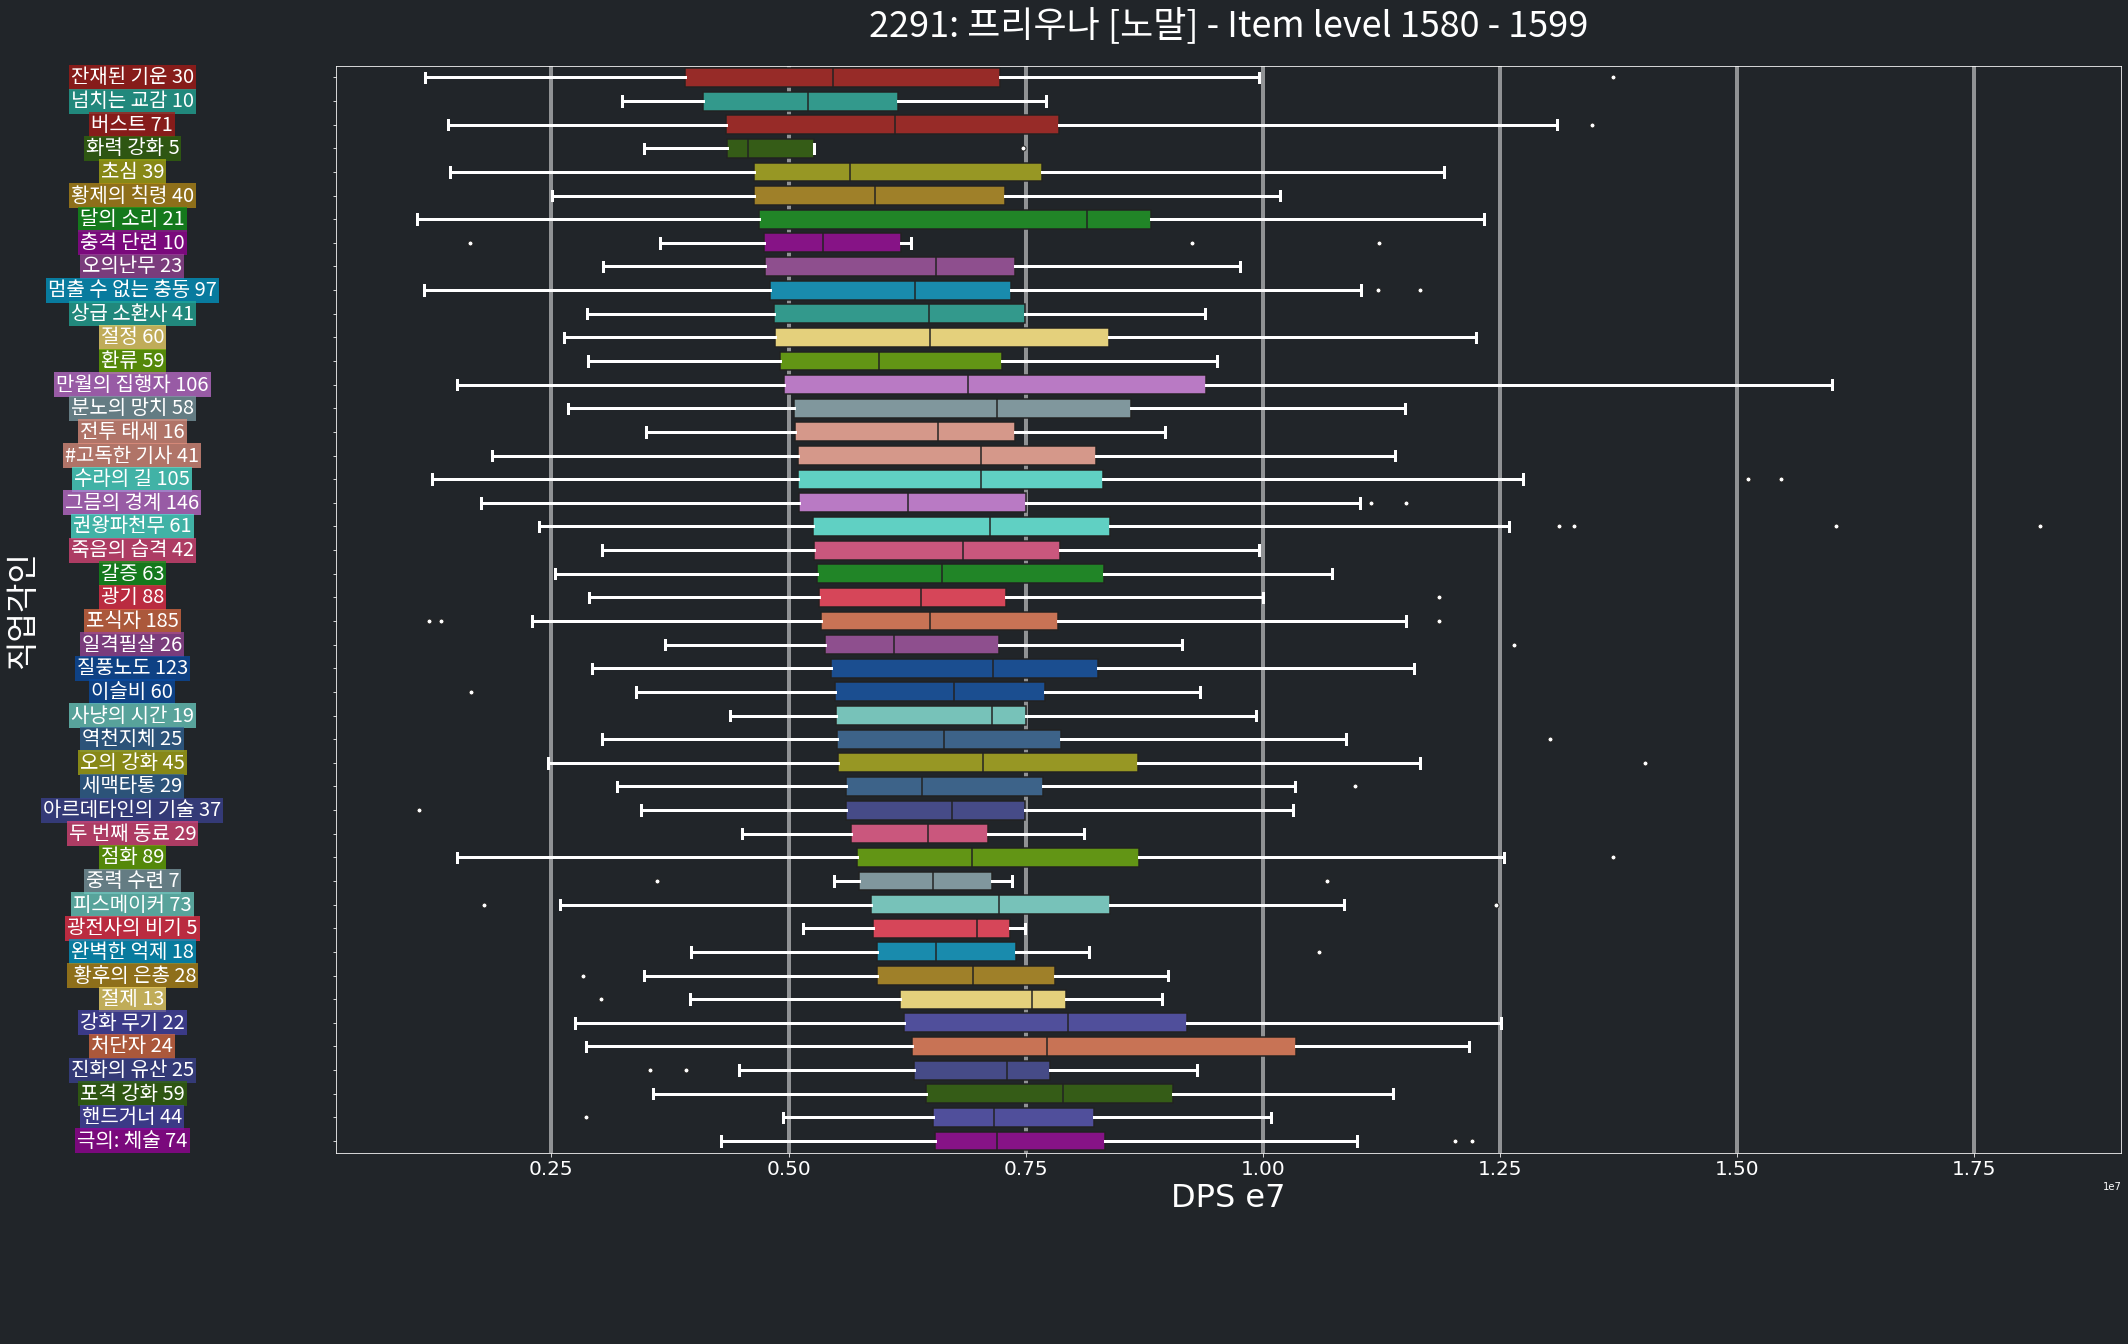 2291: 프리우나 [노말] - Item level 1580 - 1599
직업각인
잔재된 기운 30
넘치는 교감 10
버스트 71
화력 강화 5
초심 39
황제의 칙령 40
달의 소리 21
충격 단련 10
오의난무 23
멈출 수 없는 충동 97
상급 소환사 41
절정 60
환류 59
만월의 집행자 106
분노의 망치 58
전투 태세 16
#고독한 기사 41
수라의 길 105
그믐의 경계 146
권왕파천무 61
죽음의 습격 42
갈증 63
광기 88
포식자 185
일격필살 26
질풍노도 123
이슬비 60
사냥의 시간 19
역천지체 25
오의 강화 45
세맥타통 29
아르데타인의 기술 37
두 번째 동료 29
점화 89
중력 수련 7
피스메이커 73
광전사의 비기 5
완벽한 억제 18
황후의 은총 28
절제 13
강화 무기 22
처단자 24
진화의 유산 25
포격 강화 59
핸드거너 44
극의: 체술 74
0.25 0.50 0.75 1.00 1.25 1.50 1.75
1e7
DPS e7